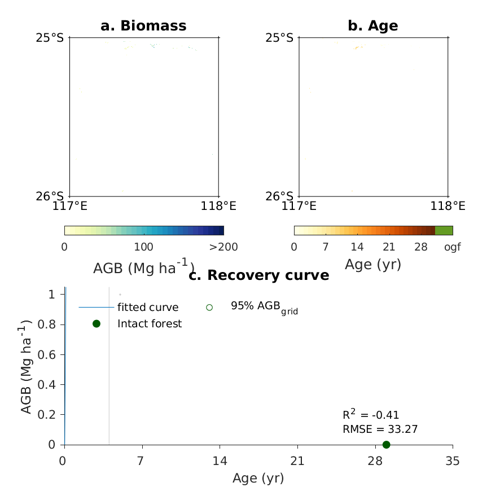 a. Biomass
b. Age
25°S
26°S
117°E
118°E
25°S
26°S
117°E
118°E
0
100
>200
AGB (Mg ha⁻¹)
0
7
14
21
28
ogf
Age (yr)
c. Recovery curve
AGB (Mg ha⁻¹)
1
0.8
0.6
0.4
0.2
0
fitted curve
Intact forest
95% AGB_grid
R² = -0.41
RMSE = 33.27
0
7
14
21
28
35
Age (yr)